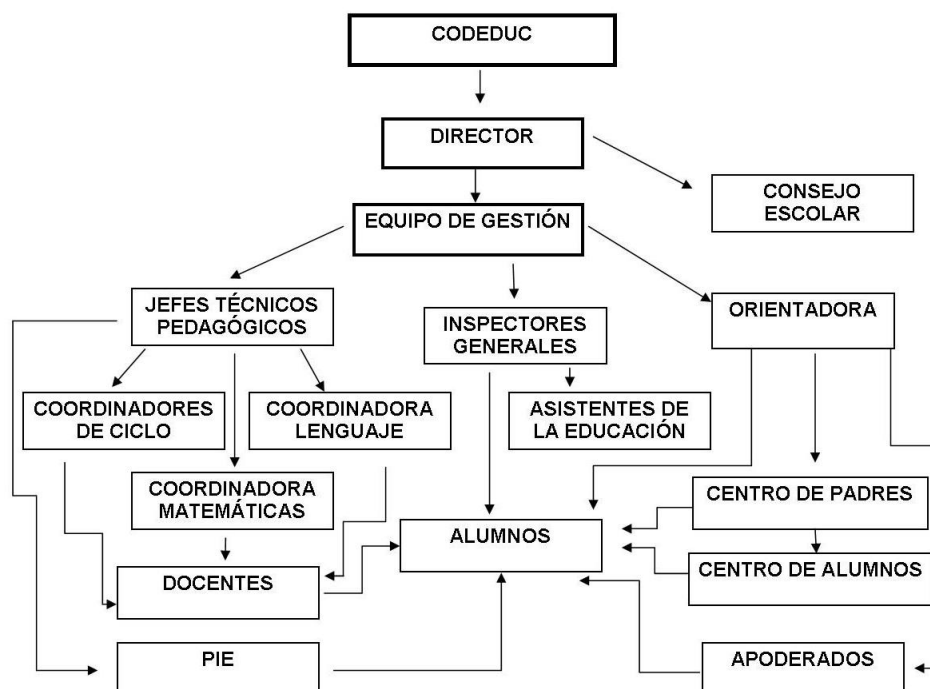 CODEDUC
DIRECTOR
CONSEJO
ESCOLAR
EQUIPO DE GESTIÓN
JEFES TÉCNICOS
PEDAGÓGICOS
INSPECTORES
GENERALES
ORIENTADORA
COORDINADORES
DE CICLO
COORDINADORA
LENGUAJE
ASISTENTES DE
LA EDUCACIÓN
COORDINADORA
MATEMÁTICAS
CENTRO DE PADRES
ALUMNOS
CENTRO DE ALUMNOS
DOCENTES
PIE
APODERADOS